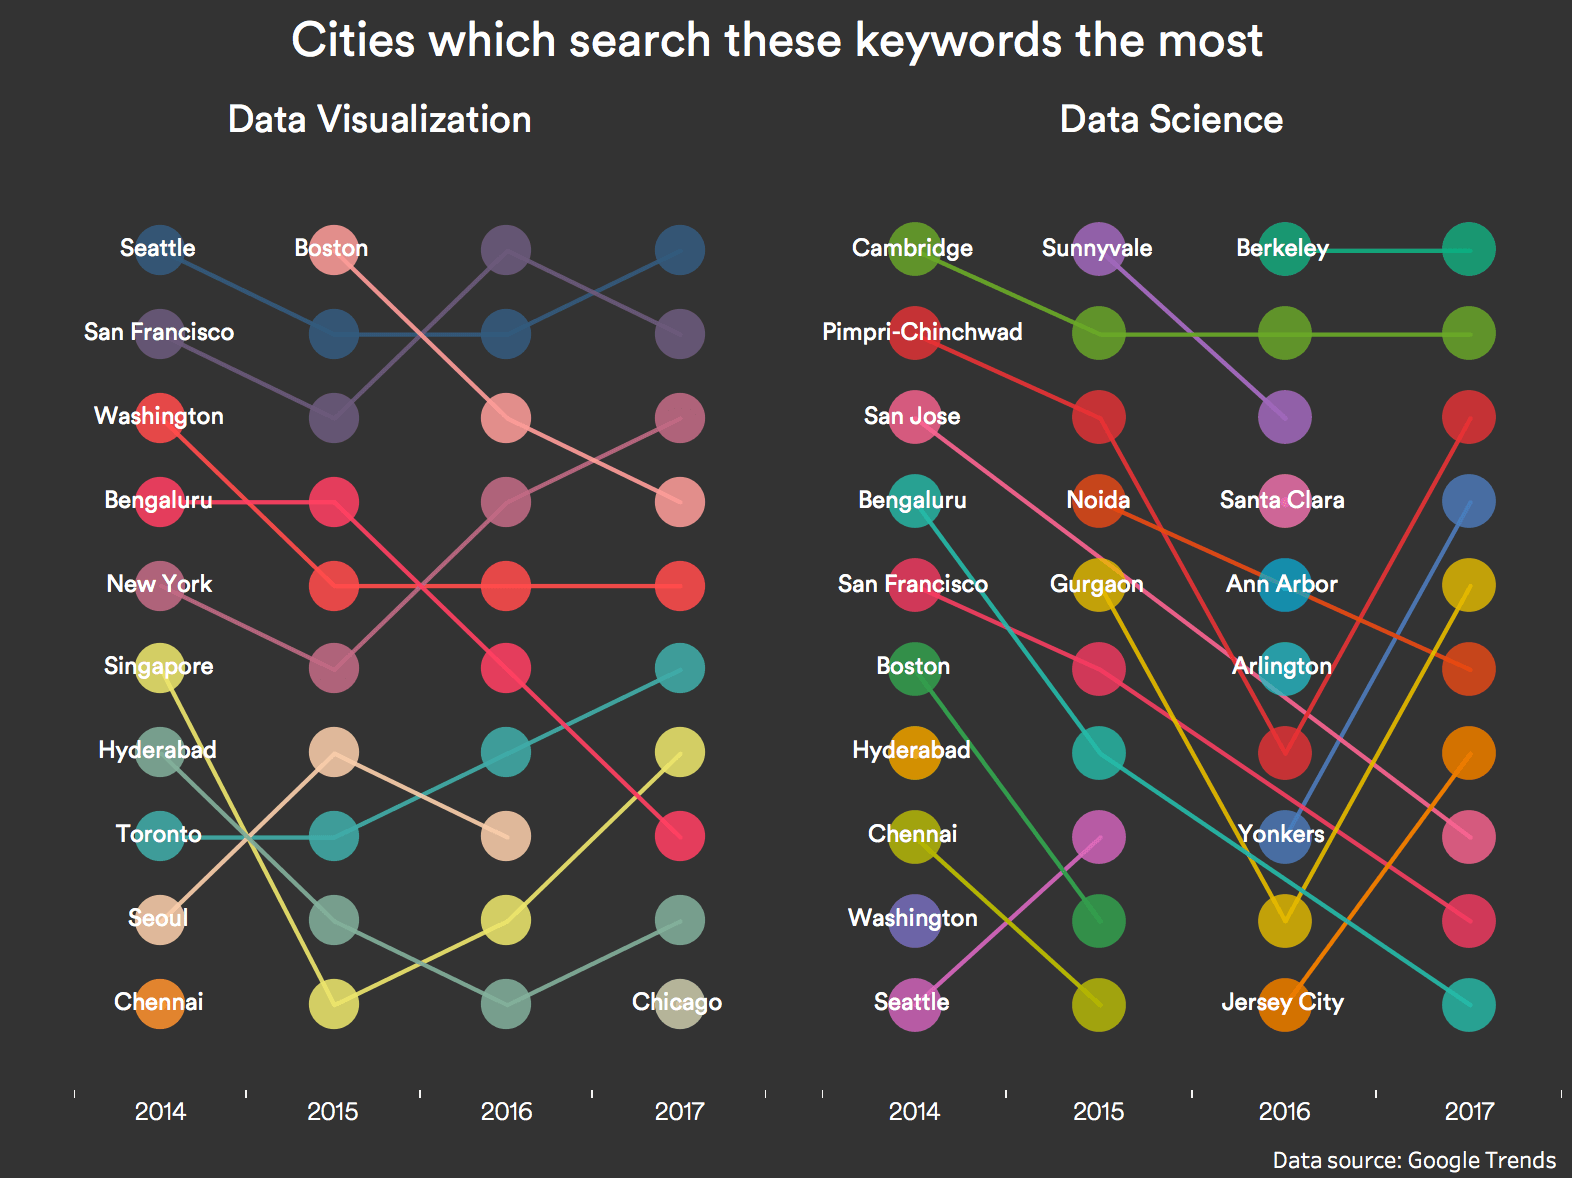 Cities which search these keywords the most
Data Visualization
Data Science
Seattle
Boston
San Francisco
Washington
Bengaluru
New York
Singapore
Hyderabad
Toronto
Seoul
Chennai
Chicago
2014
2015
2016
2017
Cambridge
Sunnyvale
Berkeley
Pimpri-Chinchwad
San Jose
Bengaluru
Noida
Santa Clara
San Francisco
Gurgaon
Ann Arbor
Boston
Arlington
Hyderabad
Chennai
Yonkers
Washington
Seattle
Jersey City
2014
2015
2016
2017
Data source: Google Trends